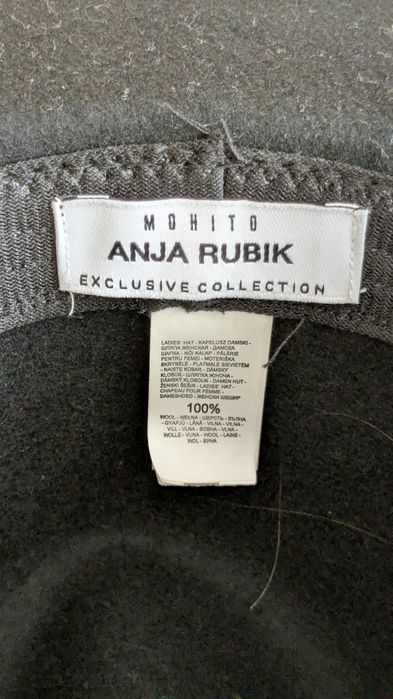 MOHITO
ANJA RUBIK
EXCLUSIVE COLLECTION
LADIES' HAT - KAPELUSZ DAMSKI -
ШЛЯПА ЖЕНСКАЯ - ДАМСКА
ШАПКА - NŐI KALAP - PĂLĂRIE
PENTRU FEMEI - MOTERIŠKA
SKRYBĖLĖ - PLATMALE SIEVIETĒM
- NAISTE KÜBAR - DÁMSKÝ
KLOBÚK - ШЛЯПКА ЖІНОЧА -
DÁMSKÝ KLOBOUK - DAMEN HUT -
ŽENSKI ŠEŠIR - LADIES' HAT -
CHAPEAU POUR FEMME -
DAMESHOED - ЖЕНСКИ ШЕШИР
100%
WOOL - WEŁNA - ШЕРСТЬ - ВЪЛНА
- GYAPJÚ - LÂNĂ - VILNA - VILNA -
VILL - VLNA - ВОВНА - VLNA -
WOLLE - VUNA - WOOL - LAINE -
WOL - ВУНА